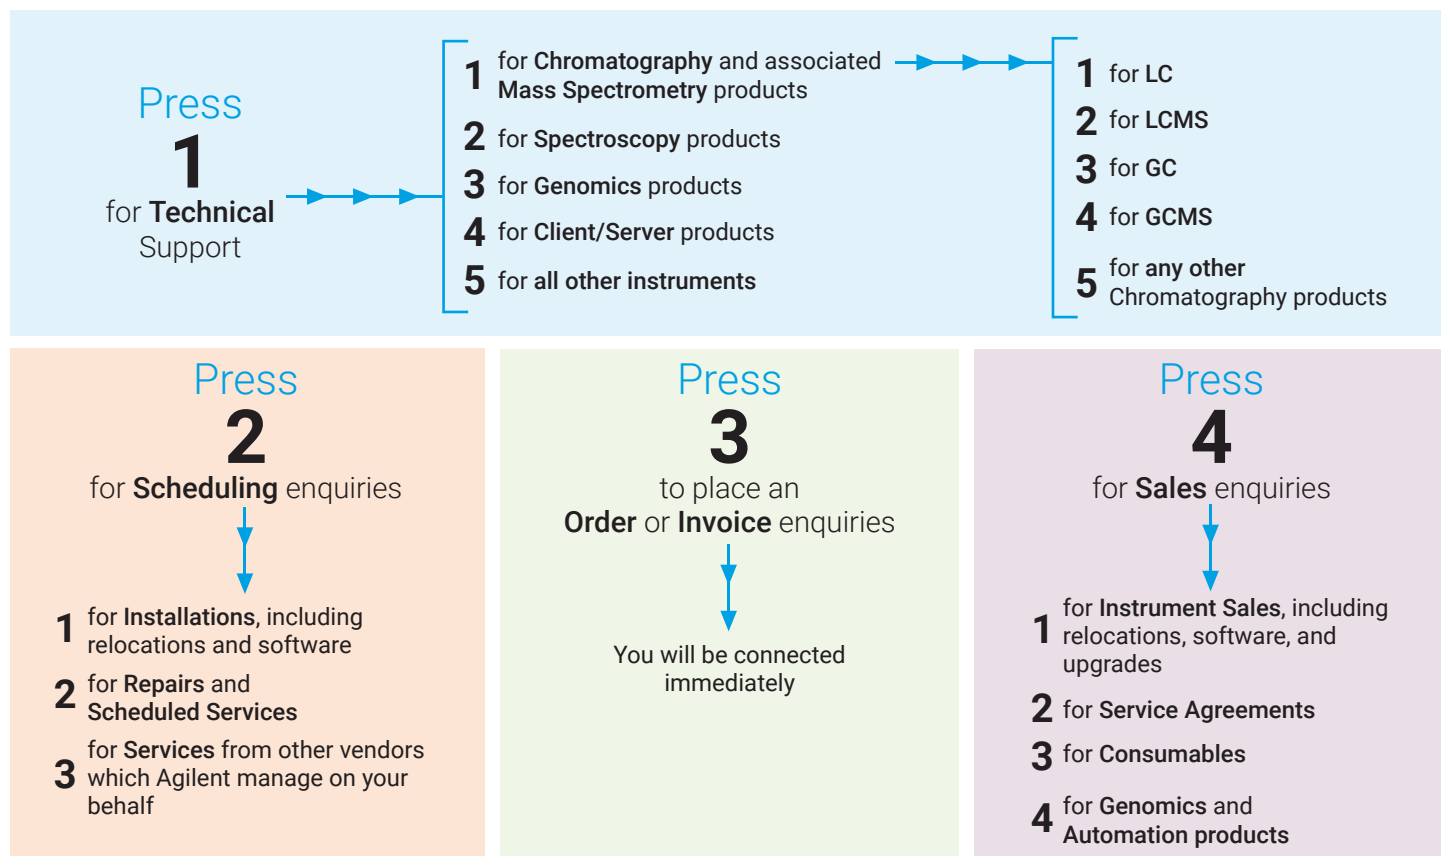 Press
1
for Technical
Support
1 for Chromatography and associated
Mass Spectrometry products
2 for Spectroscopy products
3 for Genomics products
4 for Client/Server products
5 for all other instruments
1 for LC
2 for LCMS
3 for GC
4 for GCMS
5 for any other
Chromatography products
Press
2
for Scheduling enquiries
1 for Installations, including
relocations and software
2 for Repairs and
Scheduled Services
3 for Services from other vendors
which Agilent manage on your
behalf
Press
3
to place an
Order or Invoice enquiries
You will be connected
immediately
Press
4
for Sales enquiries
1 for Instrument Sales, including
relocations, software, and
upgrades
2 for Service Agreements
3 for Consumables
4 for Genomics and
Automation products